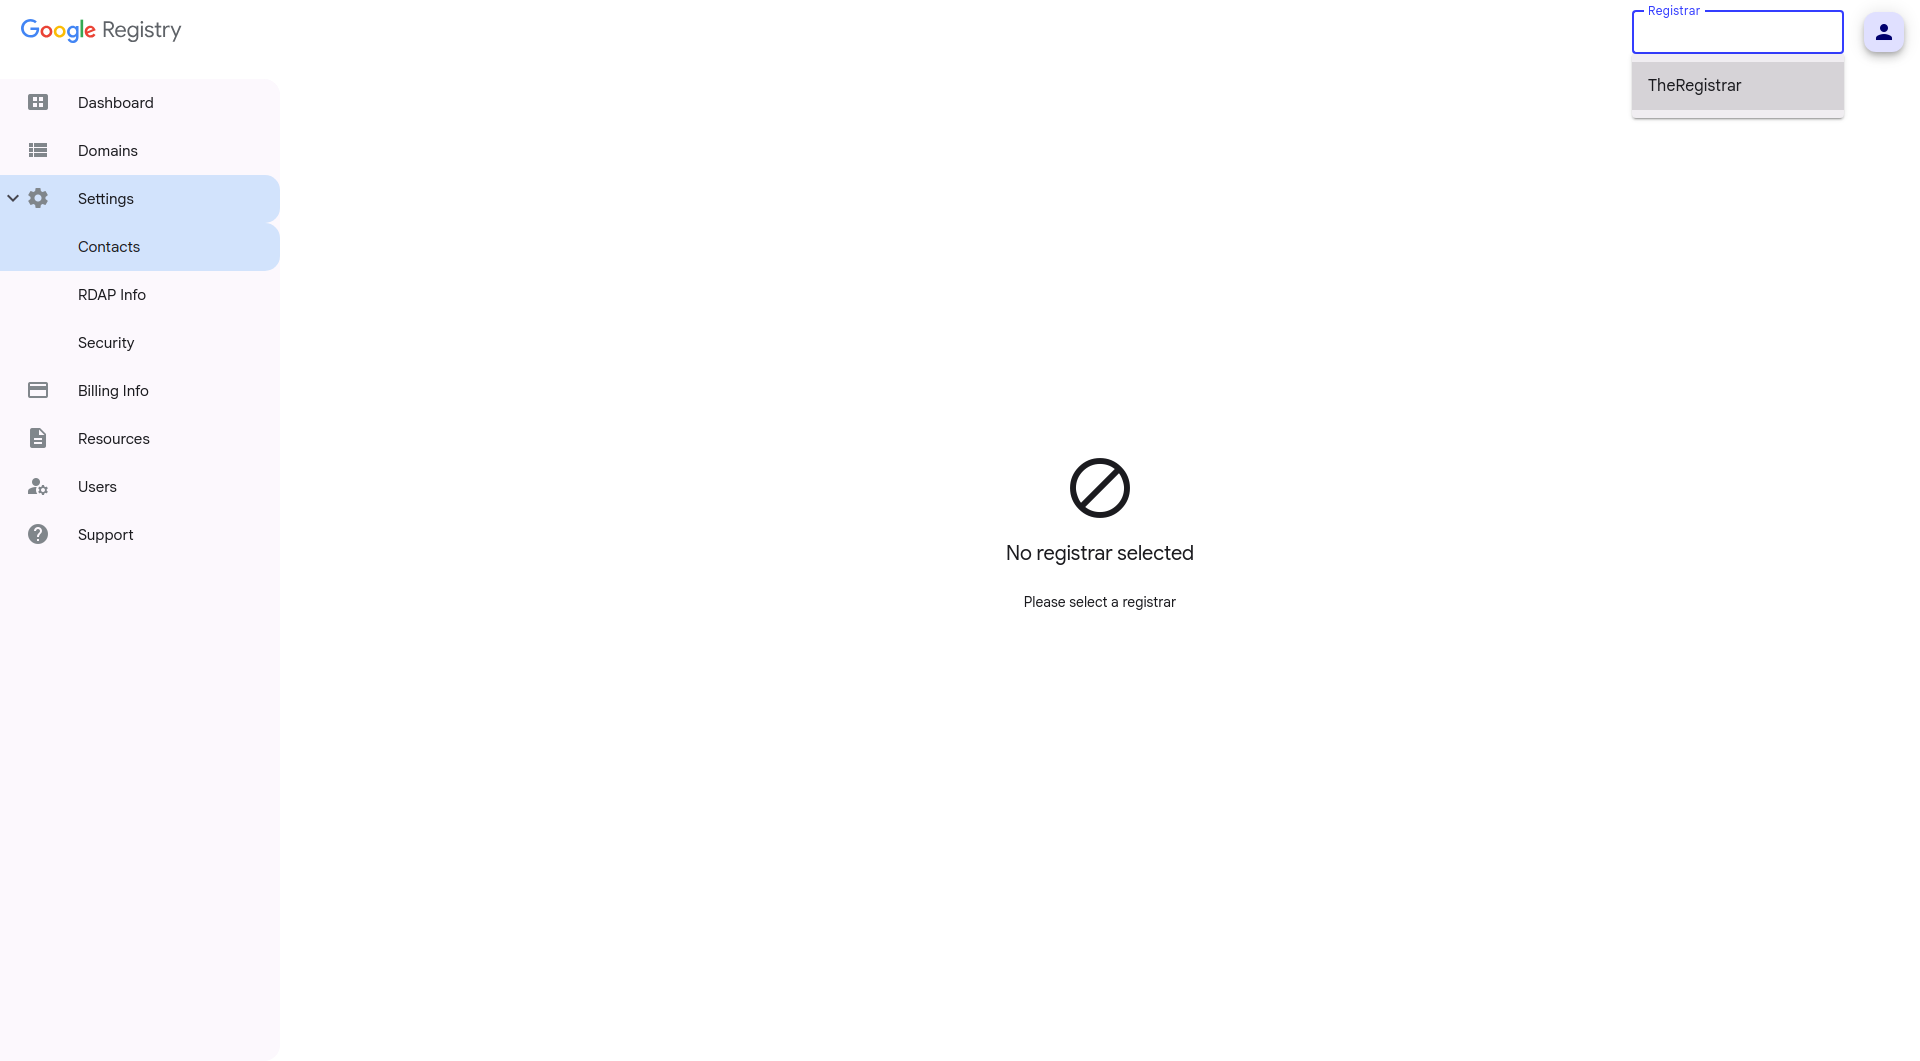 Google Registry
Registrar
TheRegistrar
Dashboard
Domains
Settings
Contacts
RDAP Info
Security
Billing Info
Resources
Users
Support
No registrar selected
Please select a registrar